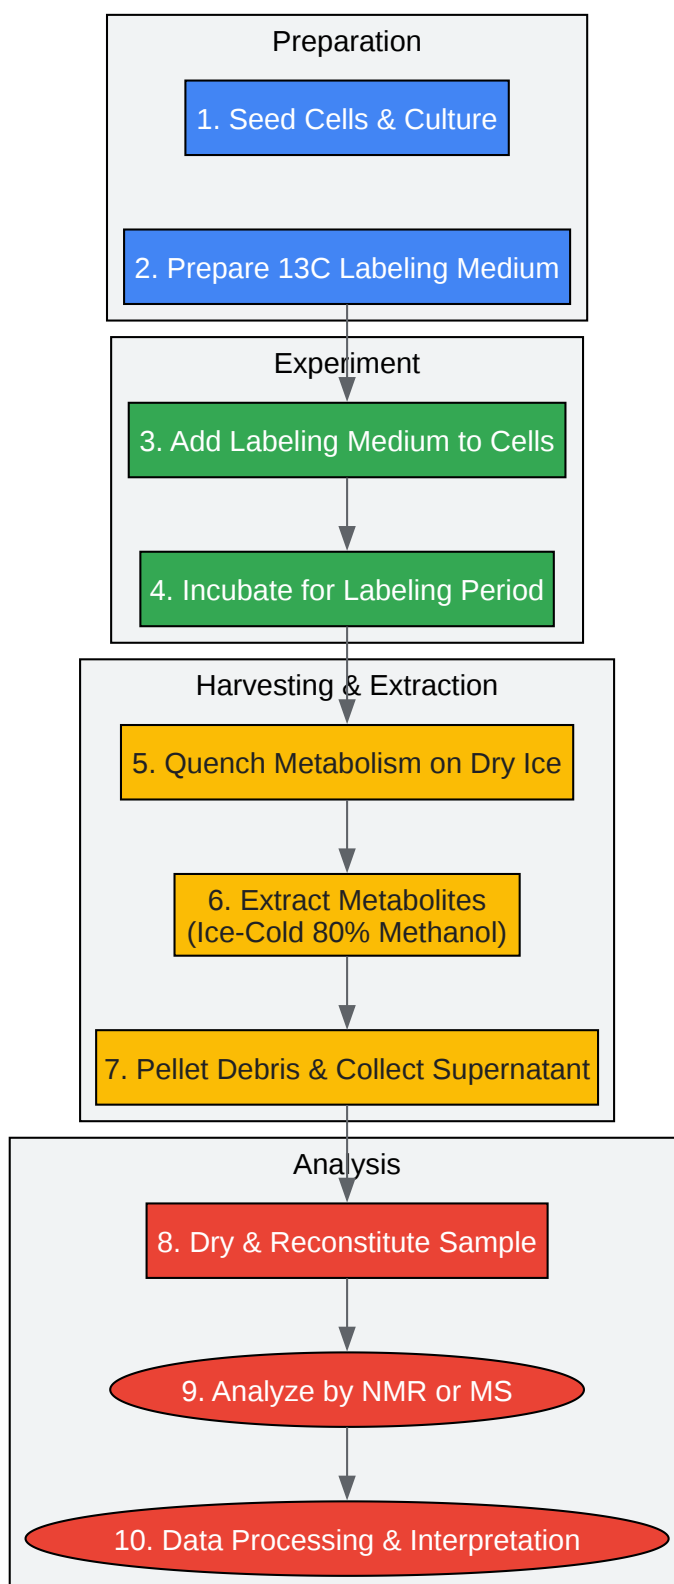 Preparation
1. Seed Cells & Culture
2. Prepare 13C Labeling Medium
Experiment
3. Add Labeling Medium to Cells
4. Incubate for Labeling Period
Harvesting & Extraction
5. Quench Metabolism on Dry Ice
6. Extract Metabolites
(Ice-Cold 80% Methanol)
7. Pellet Debris & Collect Supernatant
Analysis
8. Dry & Reconstitute Sample
9. Analyze by NMR or MS
10. Data Processing & Interpretation